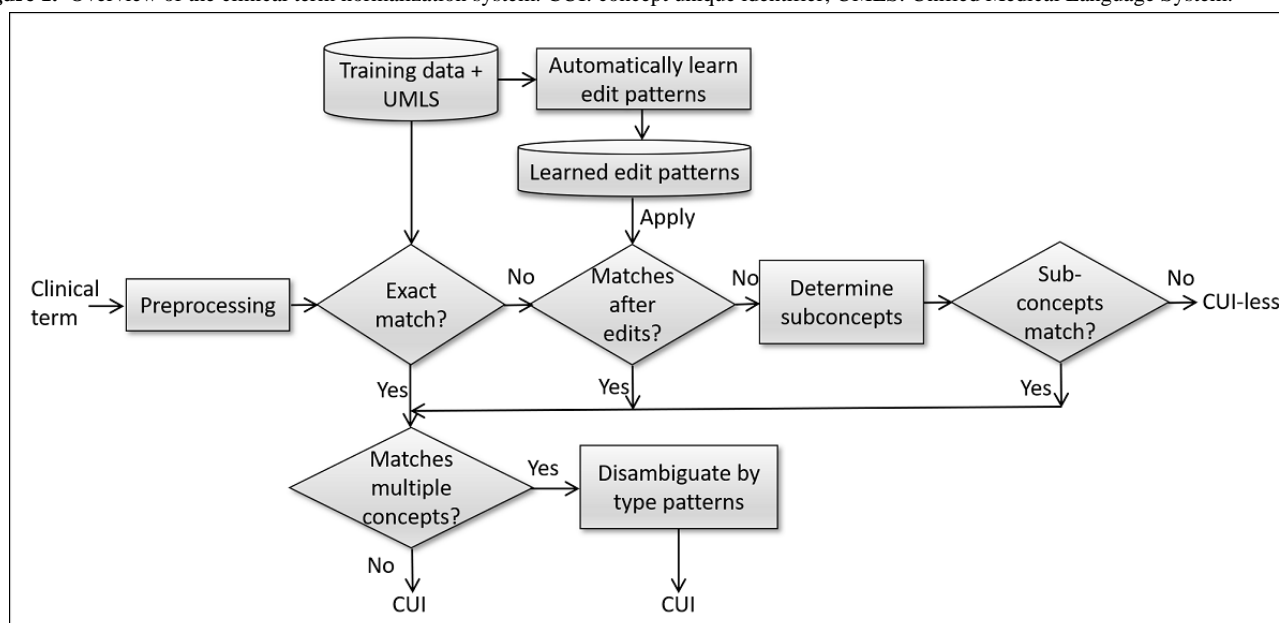 Training data +
UMLS
Automatically learn
edit patterns
Learned edit patterns
Apply
Clinical
term
Preprocessing
Exact
match?
No
Matches
after
edits?
No
Determine
subconcepts
Sub-
concepts
match?
No
CUI-less
Yes
Yes
Yes
Matches
multiple
concepts?
Yes
Disambiguate by
type patterns
No
CUI
CUI